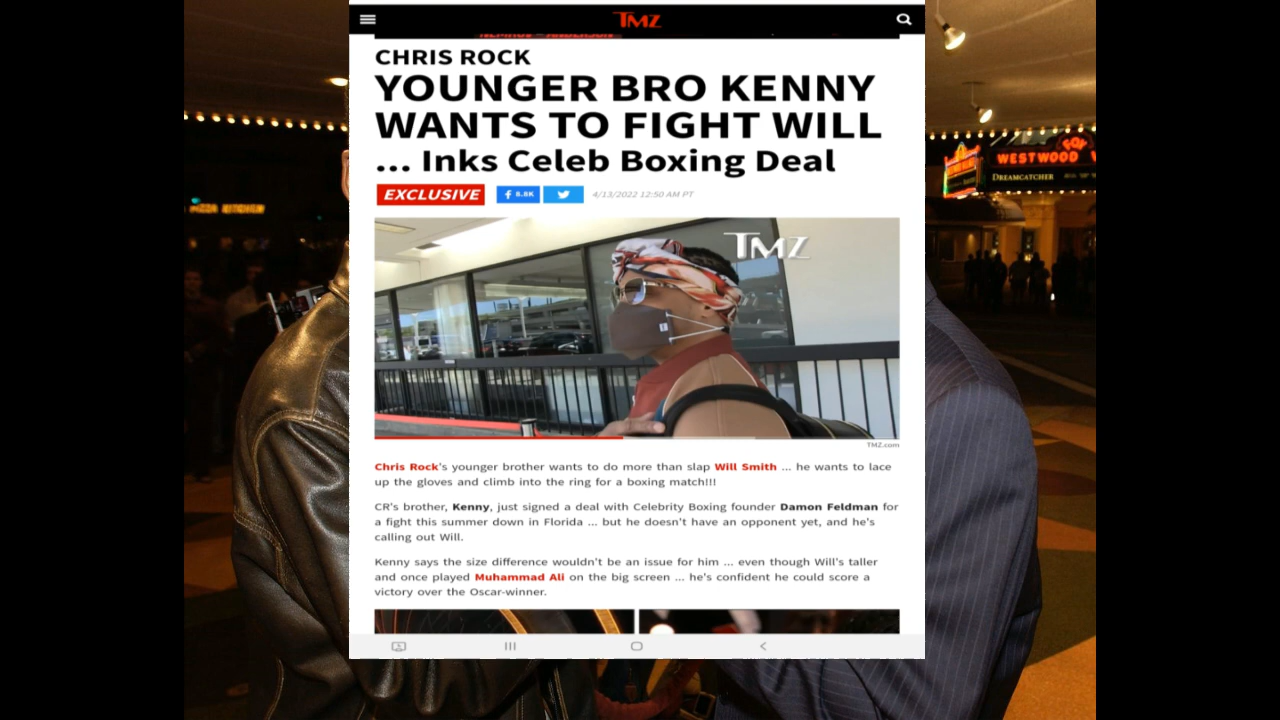 TMZ
CHRIS ROCK
YOUNGER BRO KENNY
WANTS TO FIGHT WILL
... Inks Celeb Boxing Deal
EXCLUSIVE
8.8K
4/13/2022 12:50 AM PT
TMZ
TMZ.com
Chris Rock's younger brother wants to do more than slap Will Smith ... he wants to lace
up the gloves and climb into the ring for a boxing match!!!
CR's brother, Kenny, just signed a deal with Celebrity Boxing founder Damon Feldman for
a fight this summer down in Florida ... but he doesn't have an opponent yet, and he's
calling out Will.
Kenny says the size difference wouldn't be an issue for him ... even though Will's taller
and once played Muhammad Ali on the big screen ... he's confident he could score a
victory over the Oscar-winner.
FOX
WESTWOOD V
DREAMCATCHER